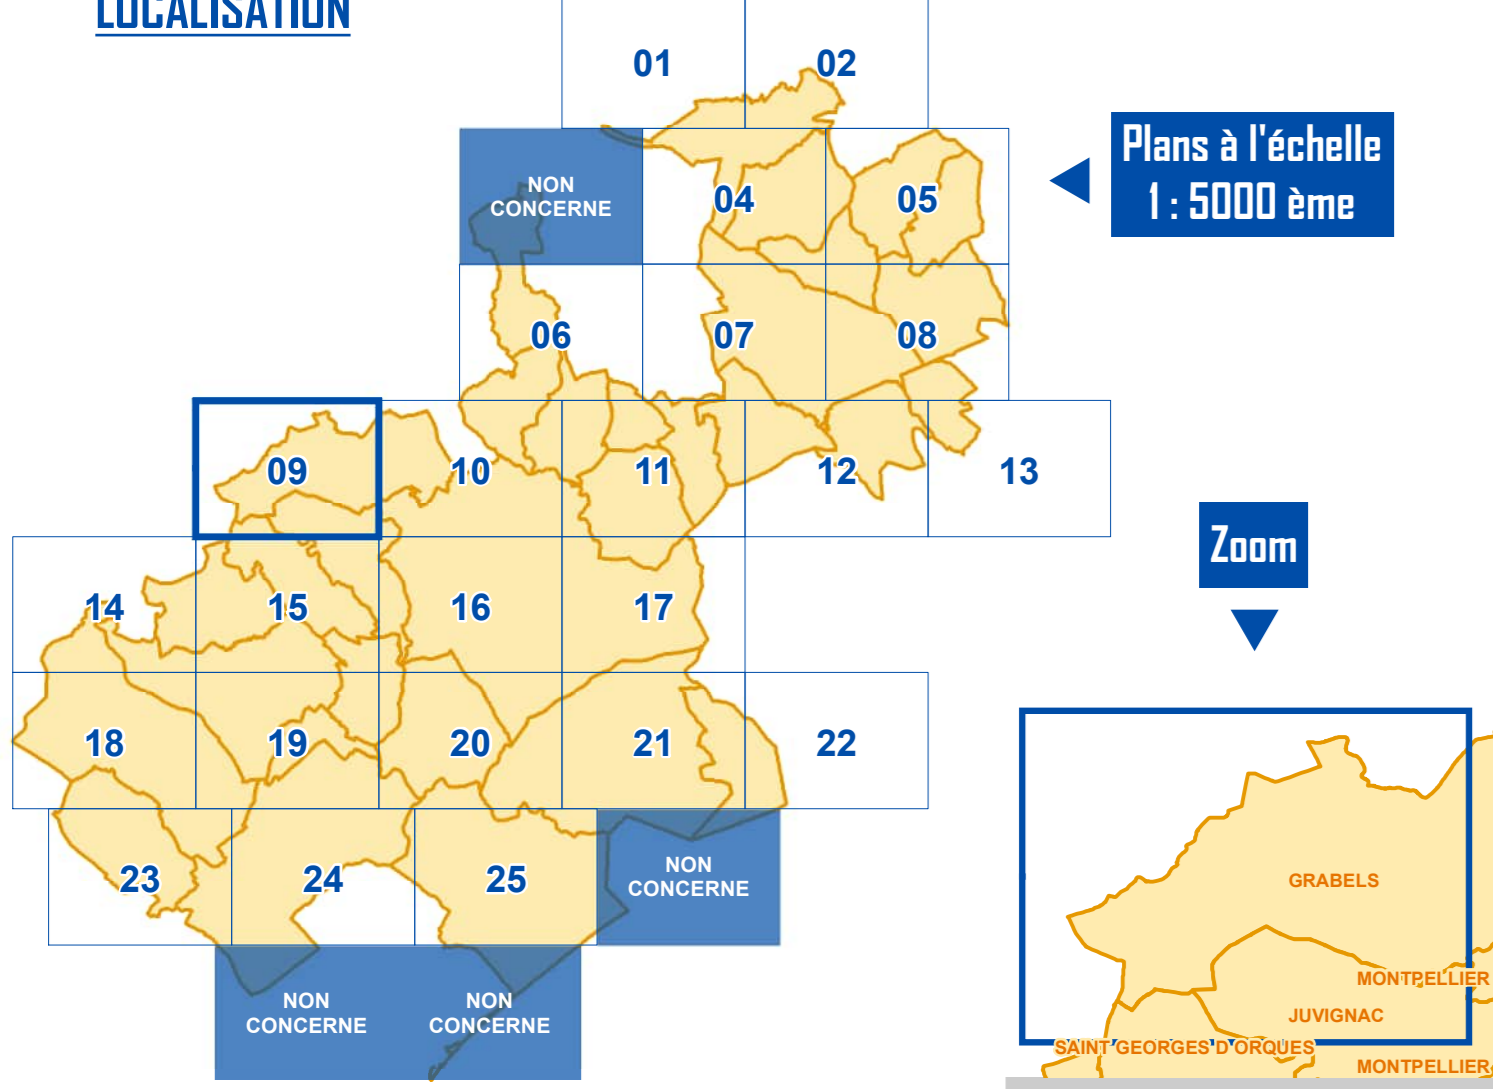 LOCALISATION
01
02
Plans à l'échelle
1 : 5000 ème
NON
CONCERNE
04
05
06
07
08
09
10
11
12
13
Zoom
14
15
16
17
18
19
20
21
22
23
24
25
NON
CONCERNE
NON
CONCERNE
NON
CONCERNE
GRABELS
MONTPELLIER
JUVIGNAC
SAINT GEORGES D'ORQUES
MONTPELLIER